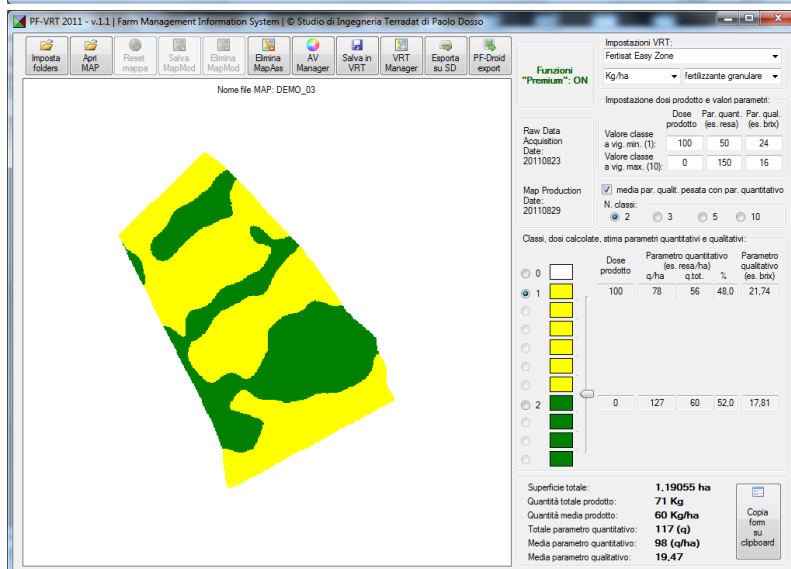 PF-VRT 2011 - v.1.1 | Farm Management Information System | © Studio di Ingegneria Terradat di Paolo Dosso
Imposta folders
Apri MAP
Reset mappa
Salva MapMod
Elimina MapMod
Elimina MapAss
AV Manager
Salva in VRT
VRT Manager
Esporta su SD
PF-Droid export
Nome file MAP: DEMO_03
Funzioni
"Premium": ON
Impostazioni VRT:
Fertisat Easy Zone
Kg/ha fertilizzante granulare
Raw Data
Acquisition
Date:
20110823
Map Production
Date:
20110829
Impostazione dosi prodotto e valori parametri:
Dose Par. quant. Par. qual.
prodotto (es. resa) (es. brix)
Valore classe
a vig. min. (1): 100 50 24
Valore classe
a vig. max. (10): 0 150 16
media par. qualit. pesata con par. quantitativo
N. classi:
2 3 5 10
Classi, dosi calcolate, stima parametri quantitativi e qualitativi:
Dose Parametro quantitativo Parametro
prodotto (es. resa/ha) qualitativo
q/ha q.tot. % (es. brix)
0
1 100 78 56 48,0 21,74
2 0 127 60 52,0 17,81
Superficie totale: 1,19055 ha
Quantità totale prodotto: 71 Kg
Quantità media prodotto: 60 Kg/ha
Totale parametro quantitativo: 117 (q)
Media parametro quantitativo: 98 (q/ha)
Media parametro qualitativo: 19,47
Copia
form
su
clipboard